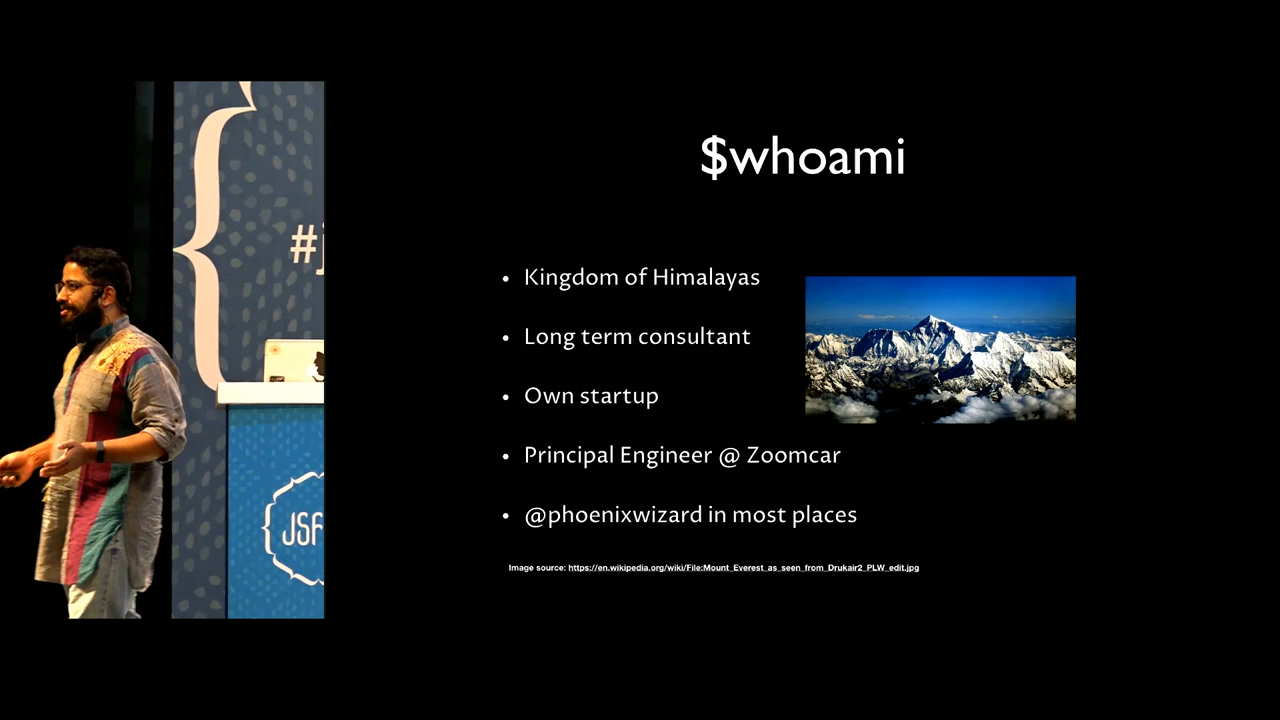 $whoami
• Kingdom of Himalayas
• Long term consultant
• Own startup
• Principal Engineer @ Zoomcar
• @phoenixwizard in most places
Image source: https://en.wikipedia.org/wiki/File:Mount_Everest_as_seen_from_Drukair2_PLW_edit.jpg
#j